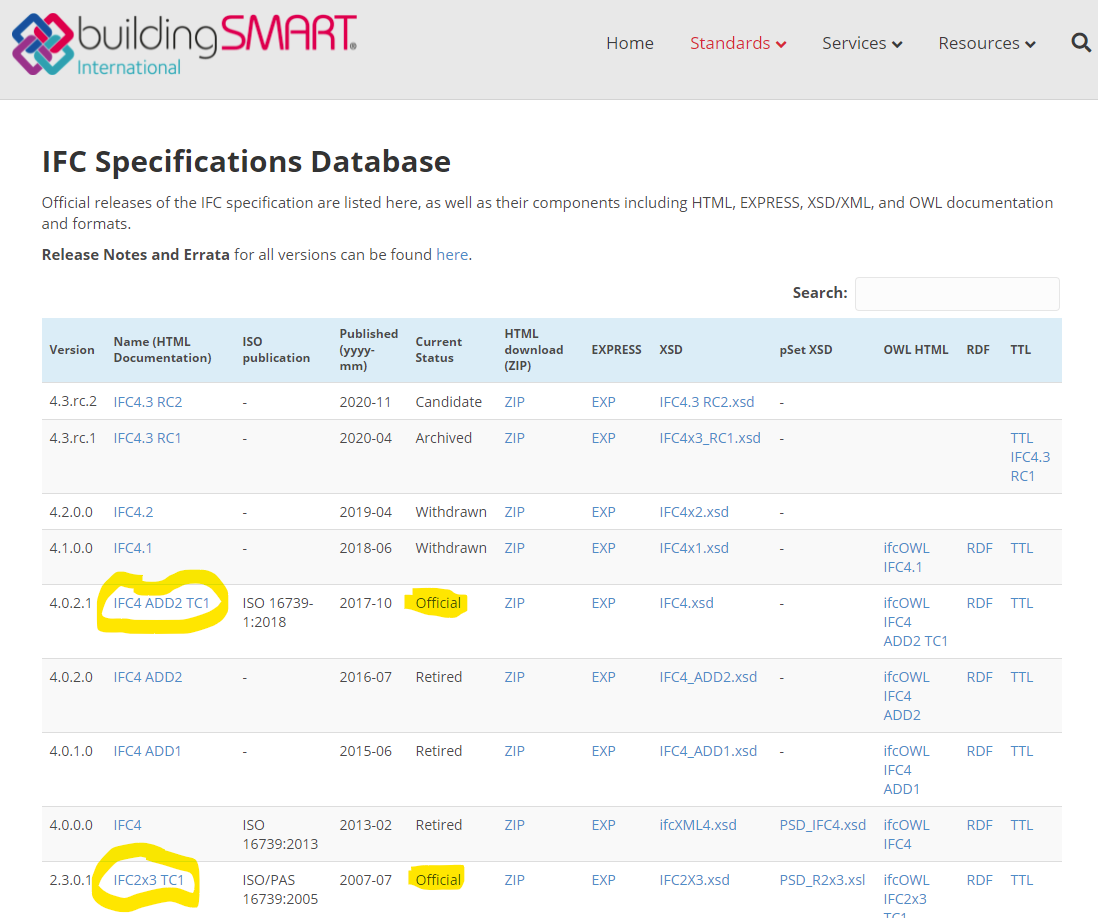 buildingSMART®
International
Home Standards Services Resources
IFC Specifications Database
Official releases of the IFC specification are listed here, as well as their components including HTML, EXPRESS, XSD/XML, and OWL documentation
and formats.
Release Notes and Errata for all versions can be found here.
Search:
Version Name (HTML Documentation) ISO publication Published (yyyy-mm) Current Status HTML download (ZIP) EXPRESS XSD pSet XSD OWL HTML RDF TTL
4.3.rc.2 IFC4.3 RC2 - 2020-11 Candidate ZIP EXP IFC4.3 RC2.xsd -
4.3.rc.1 IFC4.3 RC1 - 2020-04 Archived ZIP EXP IFC4x3_RC1.xsd - TTL
IFC4.3
RC1
4.2.0.0 IFC4.2 - 2019-04 Withdrawn ZIP EXP IFC4x2.xsd -
4.1.0.0 IFC4.1 - 2018-06 Withdrawn ZIP EXP IFC4x1.xsd - ifcOWL RDF TTL
IFC4.1
4.0.2.1 IFC4 ADD2 TC1 ISO 16739- 2017-10 Official ZIP EXP IFC4.xsd - ifcOWL RDF TTL
1:2018 IFC4
ADD2 TC1
4.0.2.0 IFC4 ADD2 - 2016-07 Retired ZIP EXP IFC4_ADD2.xsd - ifcOWL RDF TTL
IFC4
ADD2
4.0.1.0 IFC4 ADD1 - 2015-06 Retired ZIP EXP IFC4_ADD1.xsd - ifcOWL RDF TTL
IFC4
ADD1
4.0.0.0 IFC4 ISO 2013-02 Retired ZIP EXP ifcXML4.xsd PSD_IFC4.xsd ifcOWL RDF TTL
16739:2013 IFC4
2.3.0.1 IFC2x3 TC1 ISO/PAS 2007-07 Official ZIP EXP IFC2X3.xsd PSD_R2x3.xsl ifcOWL RDF TTL
16739:2005 IFC2x3
TC1